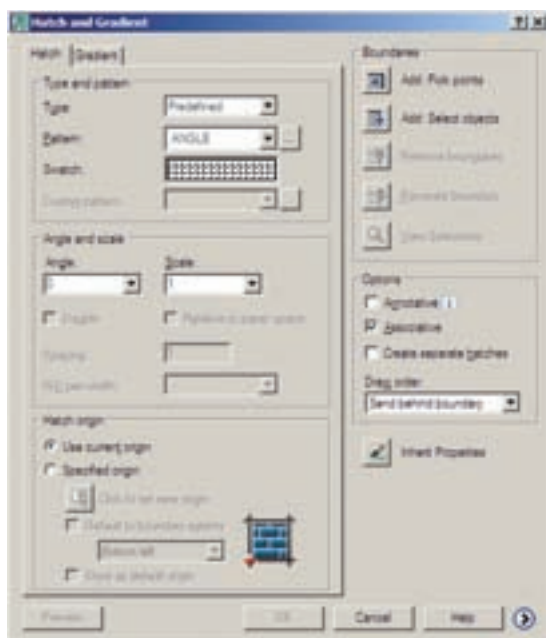 Hatch and Gradient
Hatch
Gradient
Type and pattern
Type:
Predefined
Pattern:
ANGLE
...
Swatch:
Custom pattern:
...
Angle and scale
Angle:
Scale:
0
1
Double
Relative to paper space
Spacing:
1
ISO pen width:
Hatch origin
Use current origin
Specified origin
Click to set new origin
Default to boundary extents
Bottom left
Store as default origin
Boundaries
Add: Pick points
Add: Select objects
Remove boundaries
Recreate boundary
View Selections
Options
Annotative
Associative
Create separate hatches
Draw order:
Send behind boundary
Inherit Properties
Preview
OK
Cancel
Help